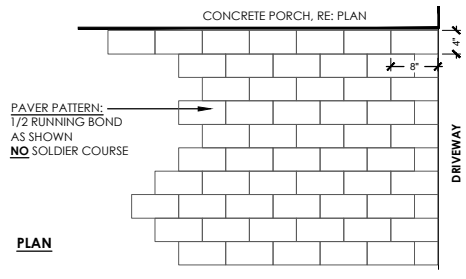 CONCRETE PORCH, RE: PLAN
4"
8"
PAVER PATTERN:
1/2 RUNNING BOND
AS SHOWN
NO SOLDIER COURSE
DRIVEWAY
PLAN